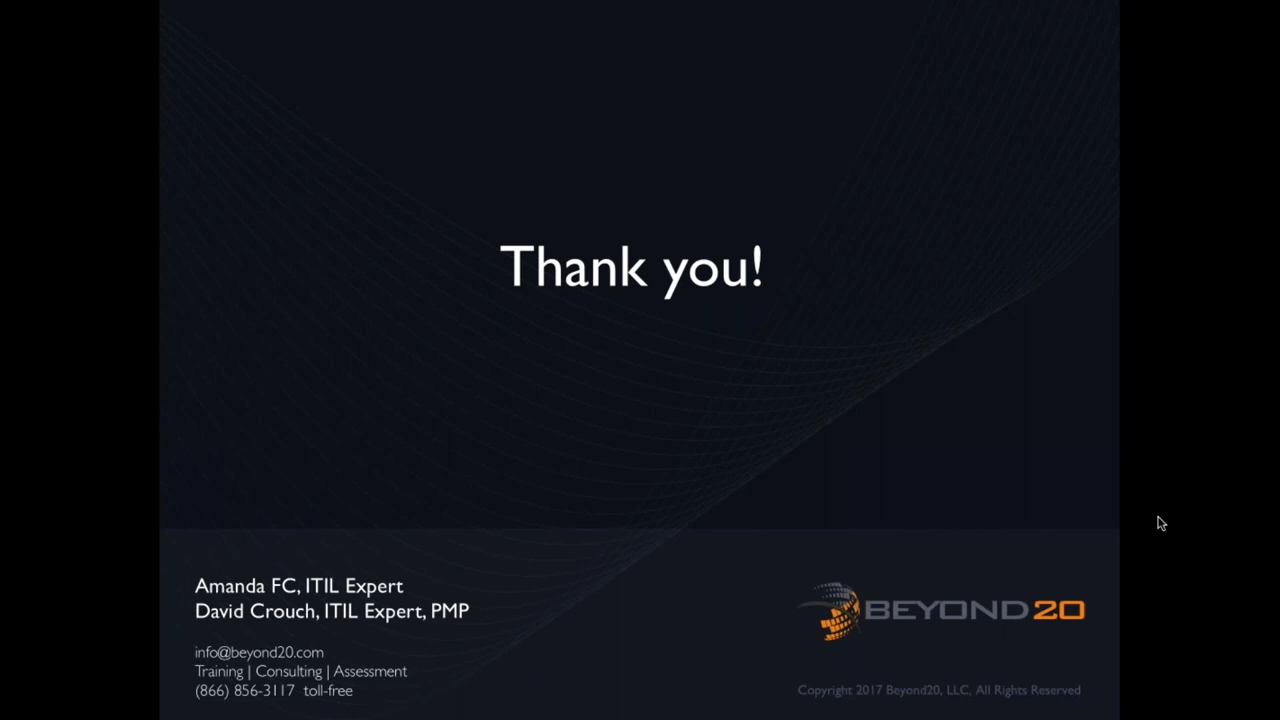 Thank you!
Amanda FC, ITIL Expert
David Crouch, ITIL Expert, PMP
info@beyond20.com
Training | Consulting | Assessment
(866) 856-3117 toll-free
BEYOND20
Copyright 2017 Beyond20, LLC, All Rights Reserved